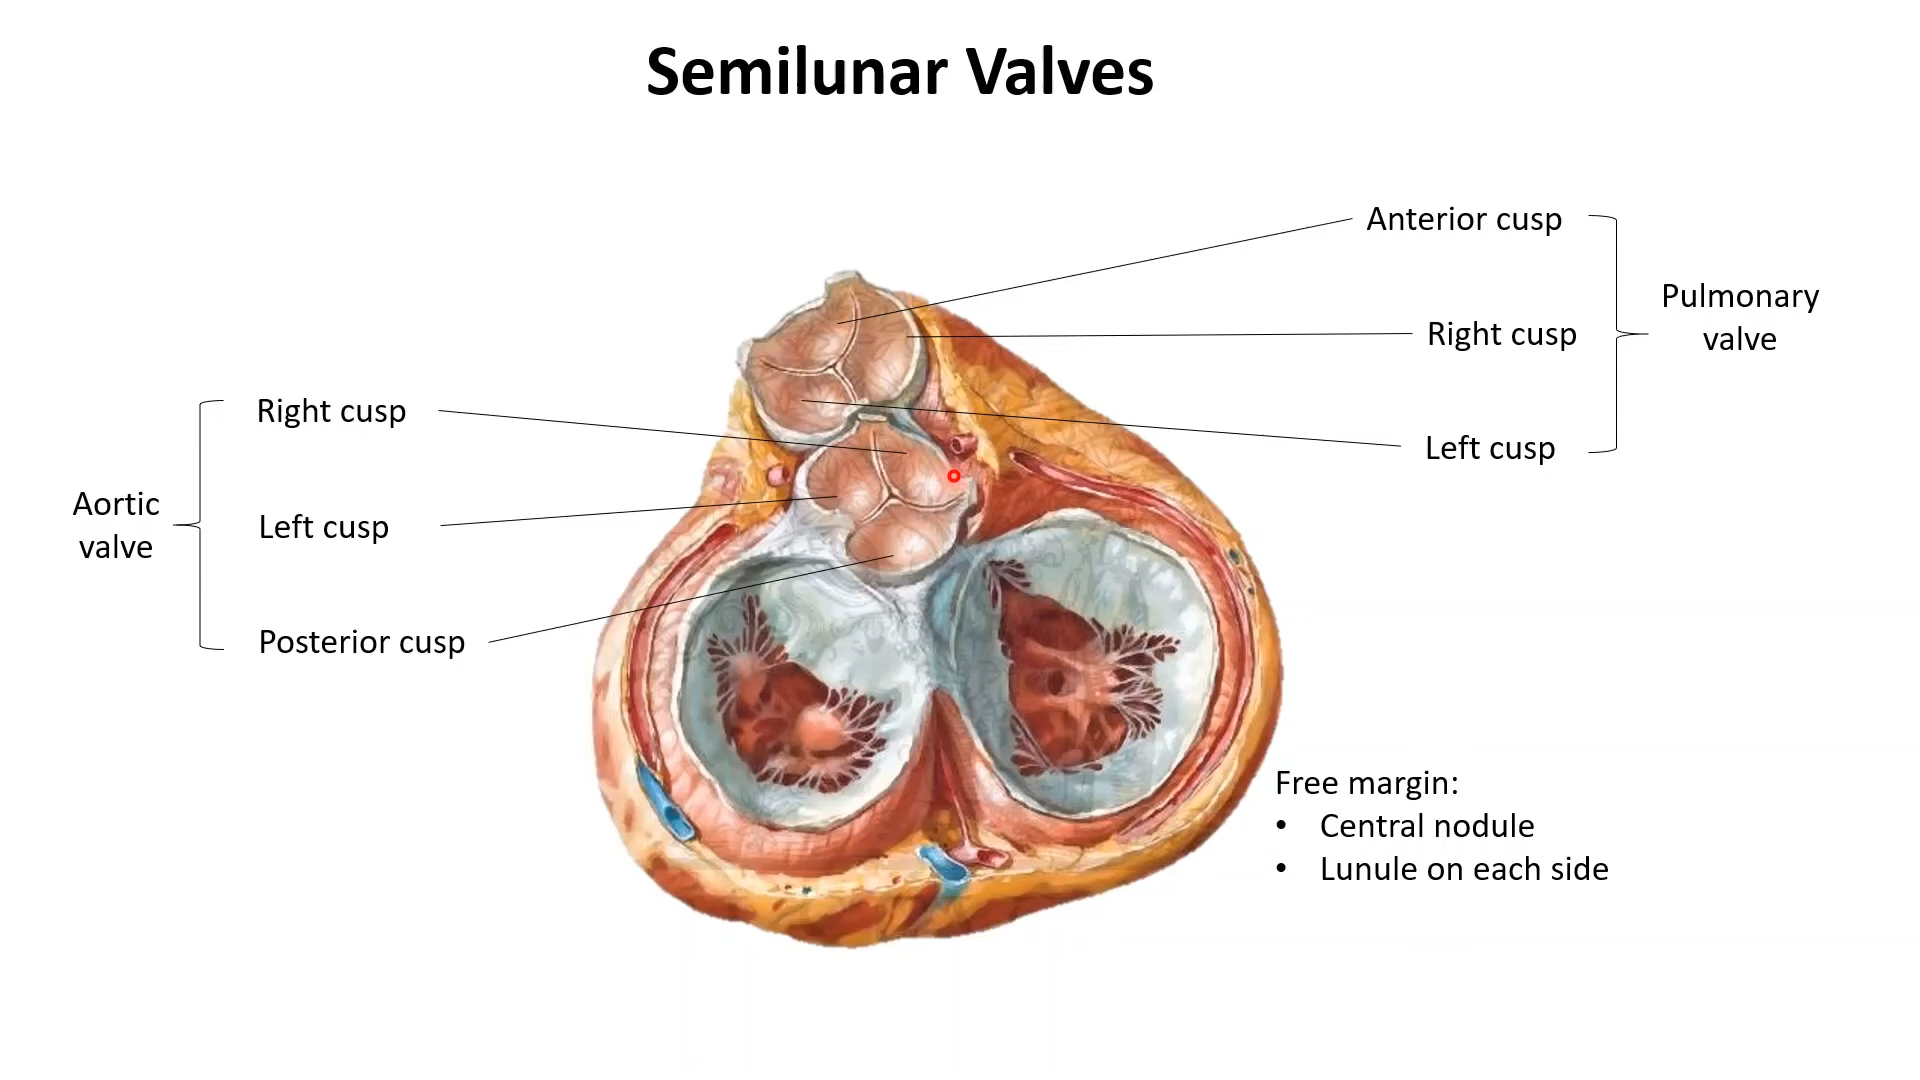 Semilunar Valves
Anterior cusp
Right cusp
Left cusp
Pulmonary
valve
Right cusp
Left cusp
Posterior cusp
Aortic
valve
Free margin:
• Central nodule
• Lunule on each side